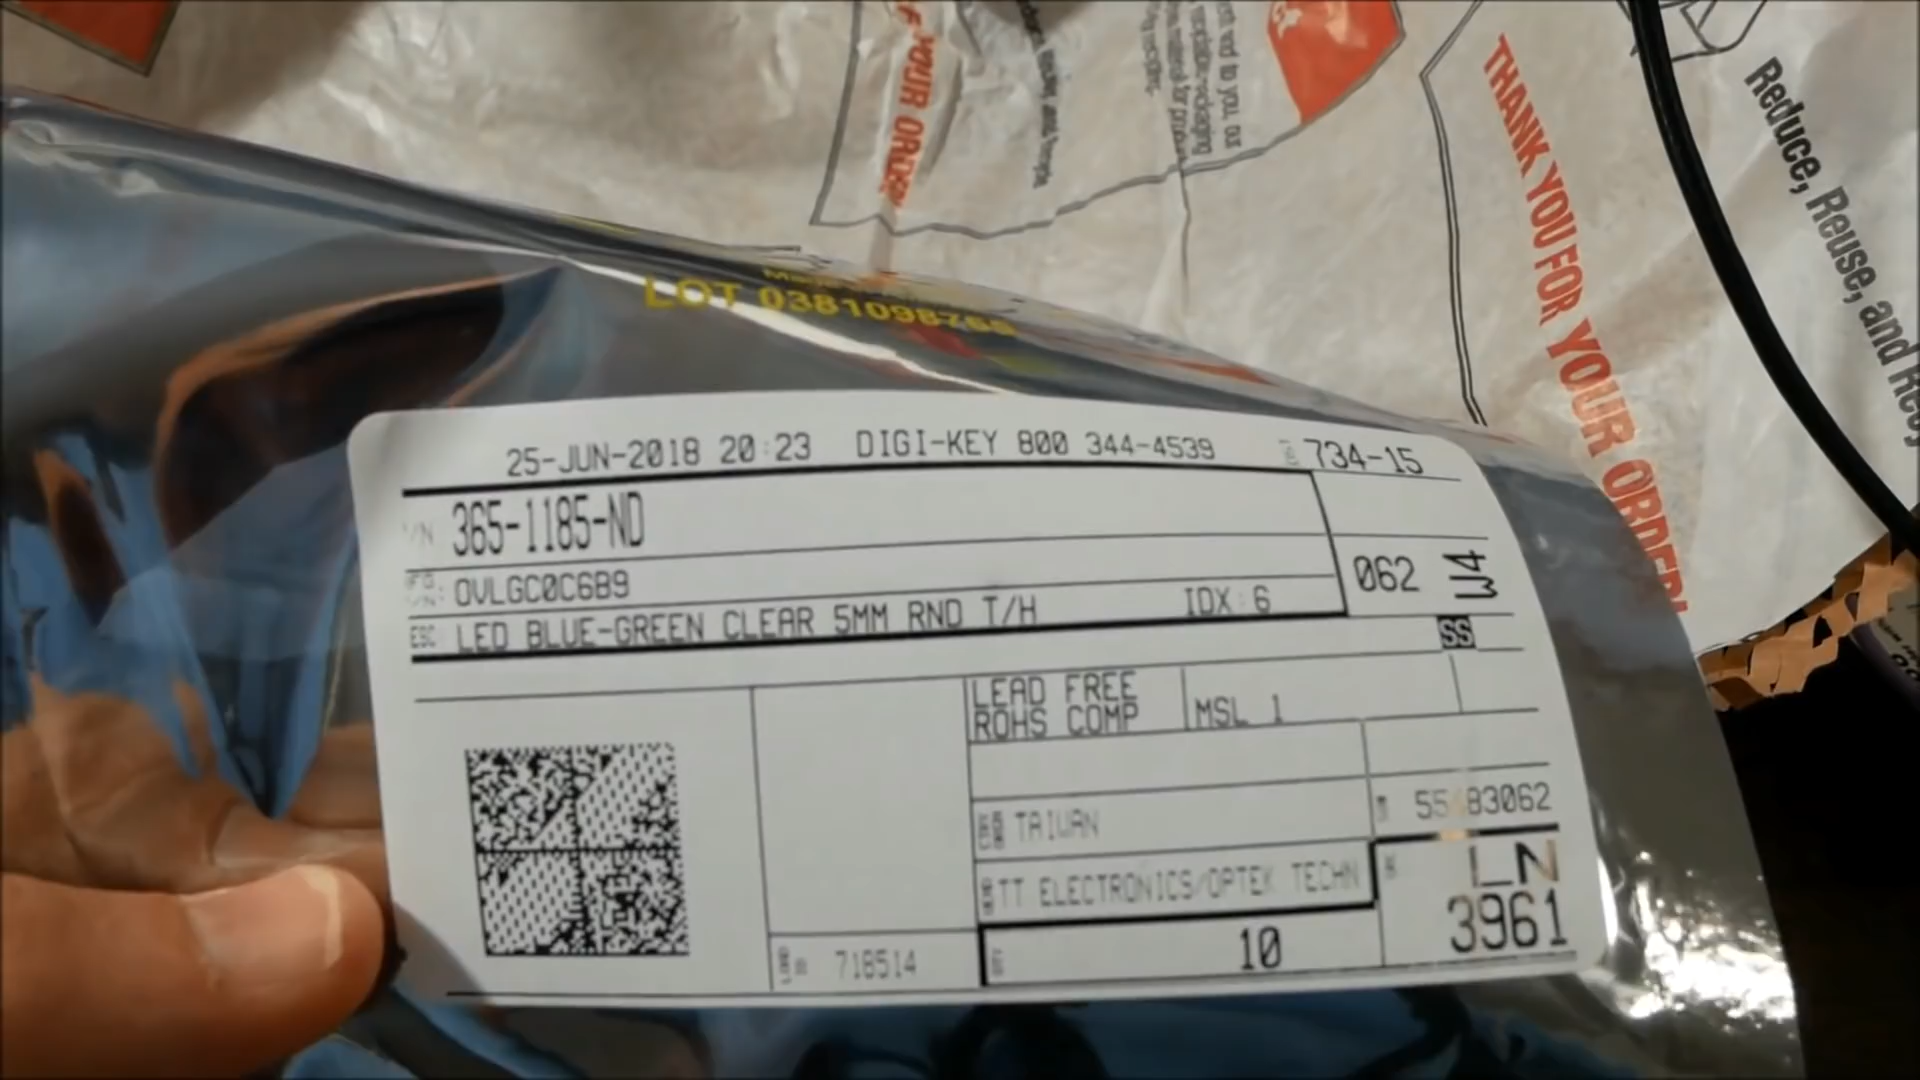 YOUR ORDER!
THANK YOU FOR YOUR ORDER!
Reduce, Reuse, and
LOT 0381098766
25-JUN-2018 20:23 DIGI-KEY 800 344-4539 734-15
365-1185-ND
OVLGC0C6B9
062 W4
LED BLUE-GREEN CLEAR 5MM RND T/H IDX: 6
SS
LEAD FREE
ROHS COMP
MSL 1
TAIWAN
TT ELECTRONICS/OPTEK TECHN
LN
3961
718514
10